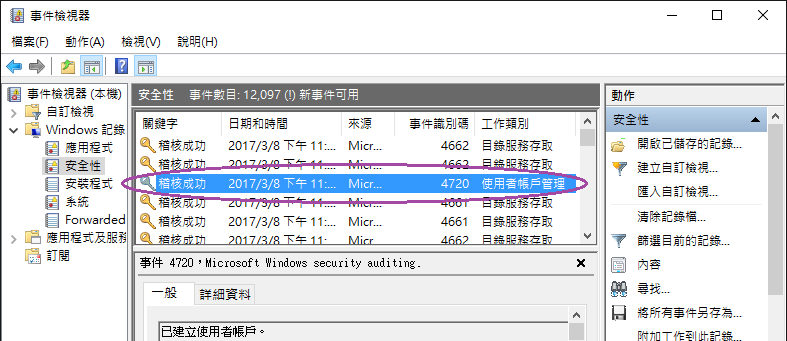 事件檢視器
檔案(F) 動作(A) 檢視(V) 說明(H)
事件檢視器 (本機)
自訂檢視
Windows 記錄
應用程式
安全性
安裝程式
系統
Forwarded
應用程式及服務
訂閱
安全性 事件數目: 12,097 (!) 新事件可用
關鍵字 日期和時間 來源 事件識別碼 工作類別
稽核成功 2017/3/8 下午 11:... Micr... 4662 目錄服務存取
稽核成功 2017/3/8 下午 11:... Micr... 4662 目錄服務存取
稽核成功 2017/3/8 下午 11:... Micr... 4720 使用者帳戶管理
稽核成功 2017/3/8 下午 11:... Micr... 4661 目錄服務存取
稽核成功 2017/3/8 下午 11:... Micr... 4661 目錄服務存取
稽核成功 2017/3/8 下午 11:... Micr... 4662 目錄服務存取
事件 4720，Microsoft Windows security auditing.
一般 詳細資料
已建立使用者帳戶。
動作
安全性
開啟已儲存的記錄...
建立自訂檢視...
匯入自訂檢視...
清除記錄檔...
篩選目前的記錄...
內容
尋找...
將所有事件另存為...
附加工作到此記錄...